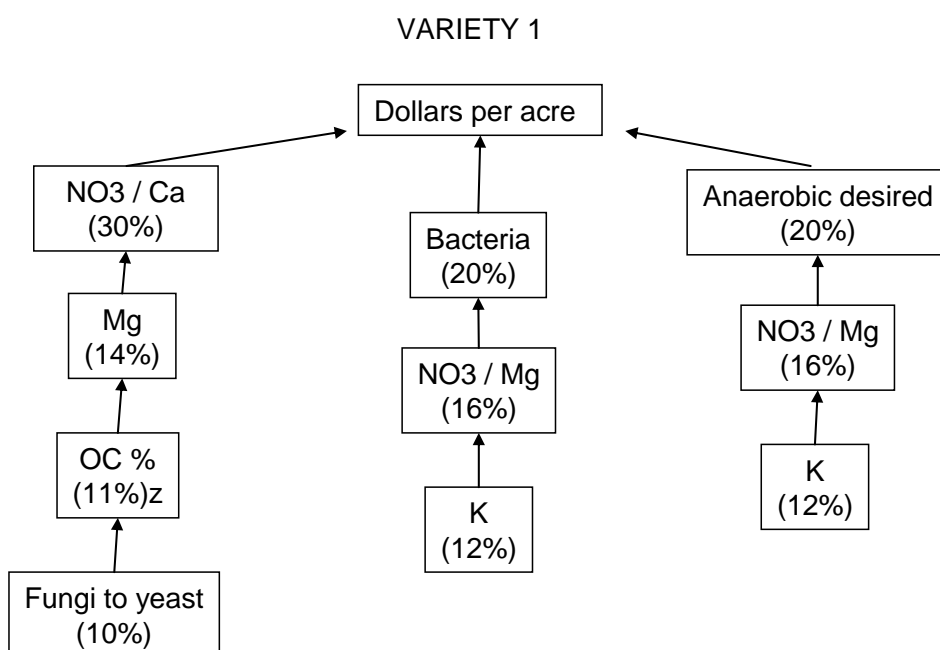 VARIETY 1
Dollars per acre
NO3 / Ca
(30%)
Mg
(14%)
OC %
(11%)z
Fungi to yeast
(10%)
Bacteria
(20%)
NO3 / Mg
(16%)
K
(12%)
Anaerobic desired
(20%)
NO3 / Mg
(16%)
K
(12%)